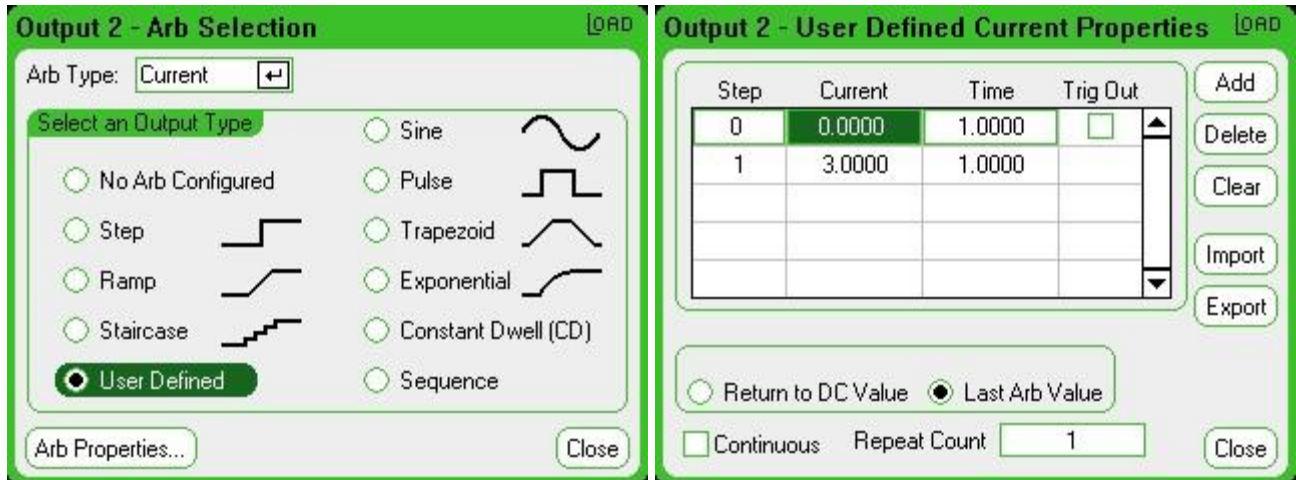 Output 2 - Arb Selection LOAD
Arb Type: Current
Select an Output Type
No Arb Configured
Step
Ramp
Staircase
User Defined
Sine
Pulse
Trapezoid
Exponential
Constant Dwell (CD)
Sequence
Arb Properties... Close
Output 2 - User Defined Current Properties LOAD
Step Current Time Trig Out
0 0.0000 1.0000
1 3.0000 1.0000
Add
Delete
Clear
Import
Export
Return to DC Value Last Arb Value
Continuous Repeat Count 1
Close